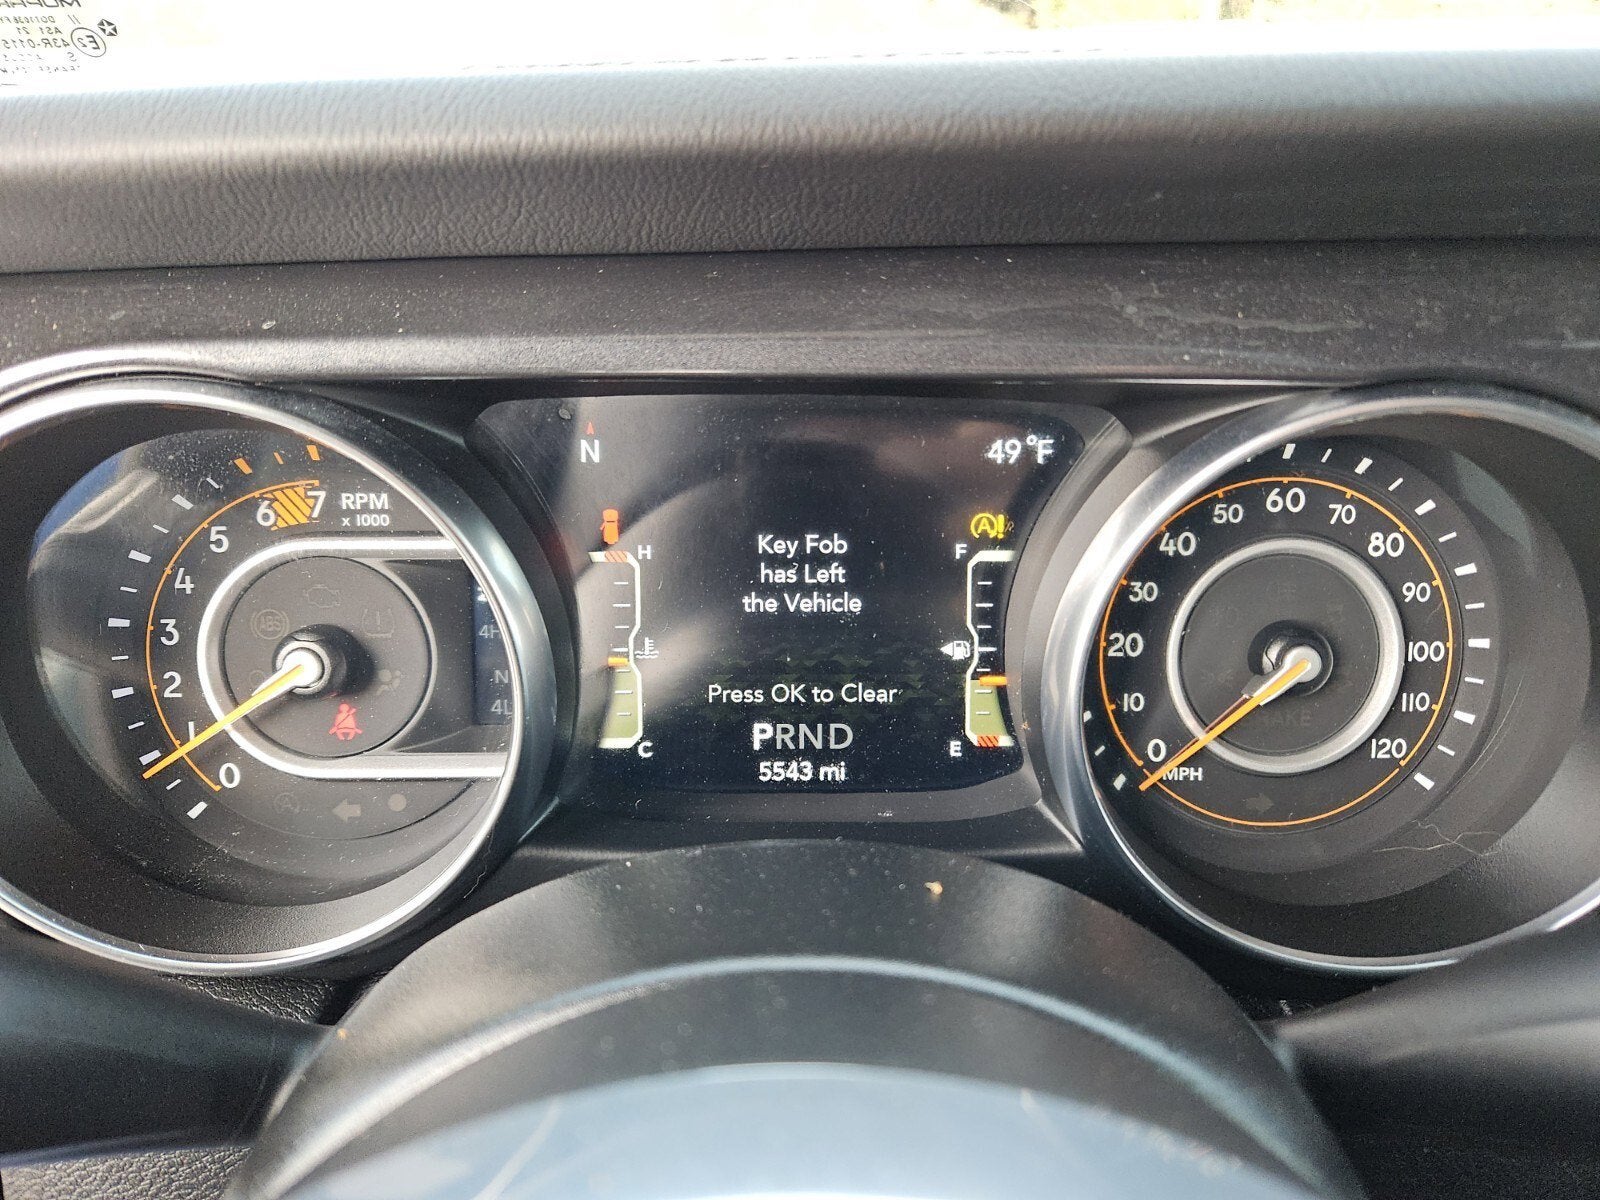 N
49°F
Key Fob
has Left
the Vehicle
Press OK to Clear
PRND
5543 mi
H
C
F
E
A!
RPM
x 1000
0
1
2
3
4
5
6
7
ABS
4H
N
4L
0
10
20
30
40
50
60
70
80
90
100
110
120
MPH